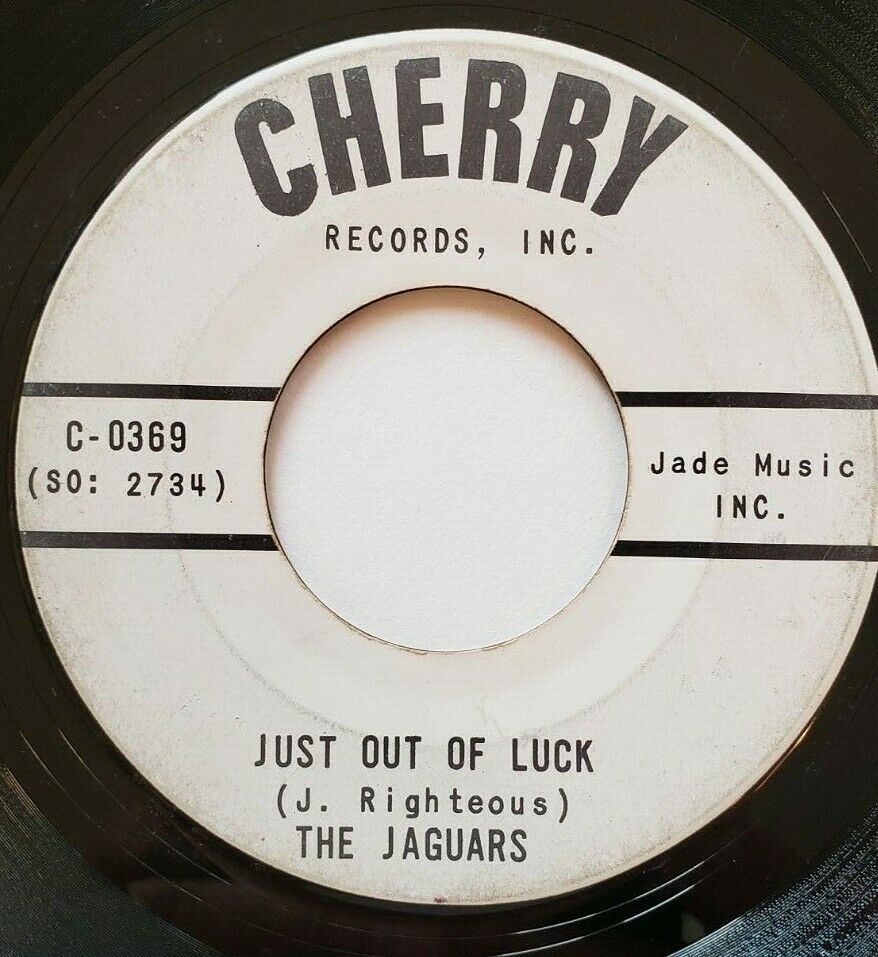 CHERRY
RECORDS, INC.
C-0369
(SO: 2734)
Jade Music
INC.
JUST OUT OF LUCK
(J. Righteous)
THE JAGUARS